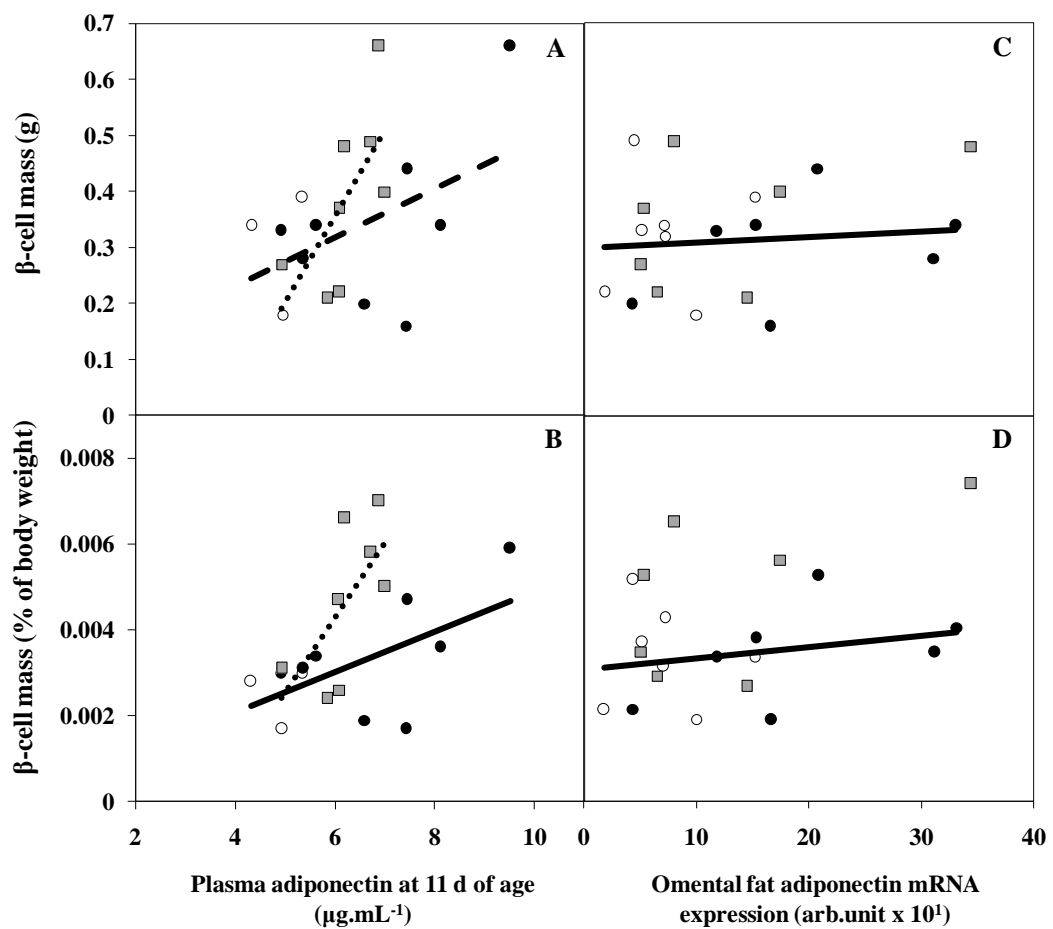 β-cell mass (g)
0.7
0.6
0.5
0.4
0.3
0.2
0.1
0
A
C
β-cell mass (% of body weight)
0.008
0.006
0.004
0.002
0
B
D
2 4 6 8 10
0 10 20 30 40
Plasma adiponectin at 11 d of age
(µg.mL⁻¹)
Omental fat adiponectin mRNA
expression (arb.unit x 10¹)